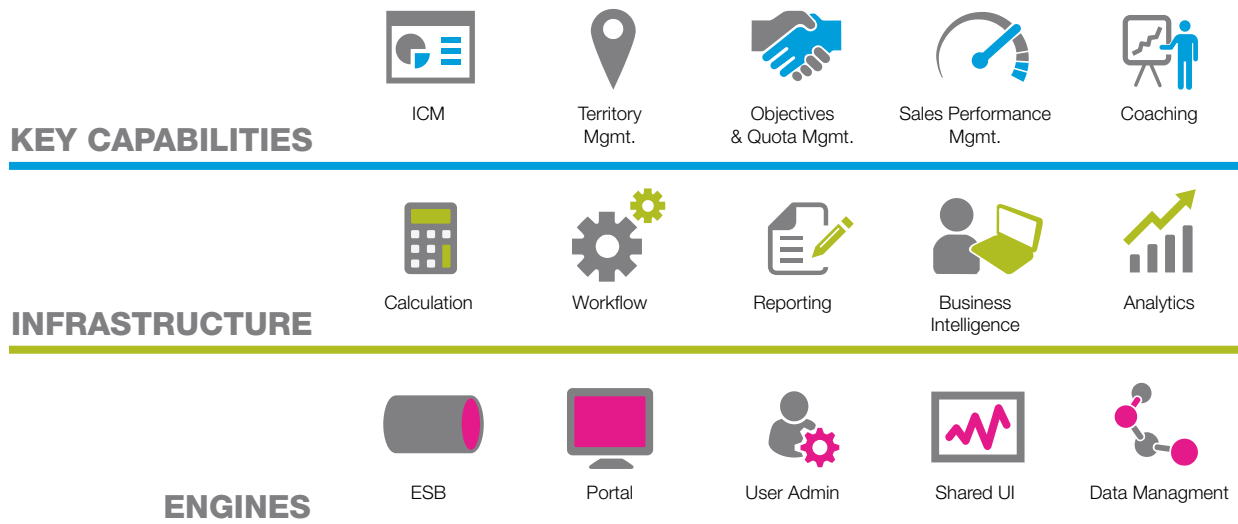 ICM
Territory
Mgmt.
Objectives
& Quota Mgmt.
Sales Performance
Mgmt.
Coaching
KEY CAPABILITIES
Calculation
Workflow
Reporting
Business
Intelligence
Analytics
INFRASTRUCTURE
ESB
Portal
User Admin
Shared UI
Data Managment
ENGINES